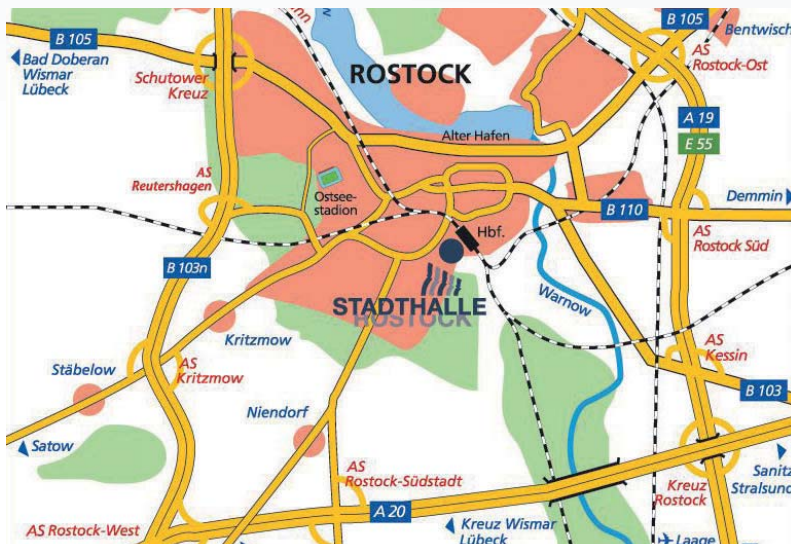 B 105
B 105
Bentwisch
AS
Rostock-Ost
Bad Doberan
Wismar
Lübeck
Schutower
Kreuz
ROSTOCK
A 19
E 55
Alter Hafen
AS
Reutershagen
Ostsee-
stadion
Demmin
Hbf.
B 110
AS
Rostock Süd
B 103n
Warnow
STADTHALLE
ROSTOCK
Kritzmow
AS
Kessin
AS
Kritzmow
Stäbelow
B 103
Niendorf
Satow
AS
Rostock-Südstadt
Kreuz
Rostock
Sanitz
Stralsund
A 20
AS Rostock-West
Kreuz Wismar
Lübeck
Laage